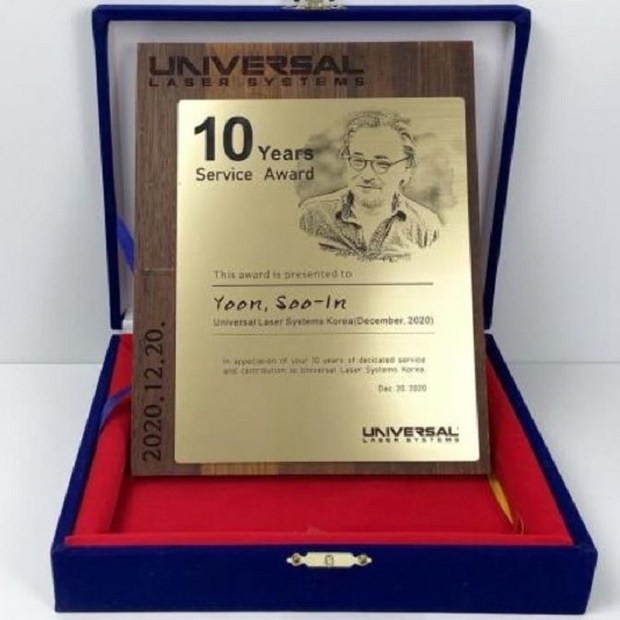 UNIVERSAL
LASER SYSTEMS
10 Years
Service Award
This award is presented to
Yoon, Soo-In
Universal Laser Systems Korea(December, 2020)
In appreciation of your 10 years of dedicated service
and contribution to Universal Laser Systems Korea.
Dec. 20. 2020
UNIVERSAL
LASER SYSTEMS
2020.12.20.